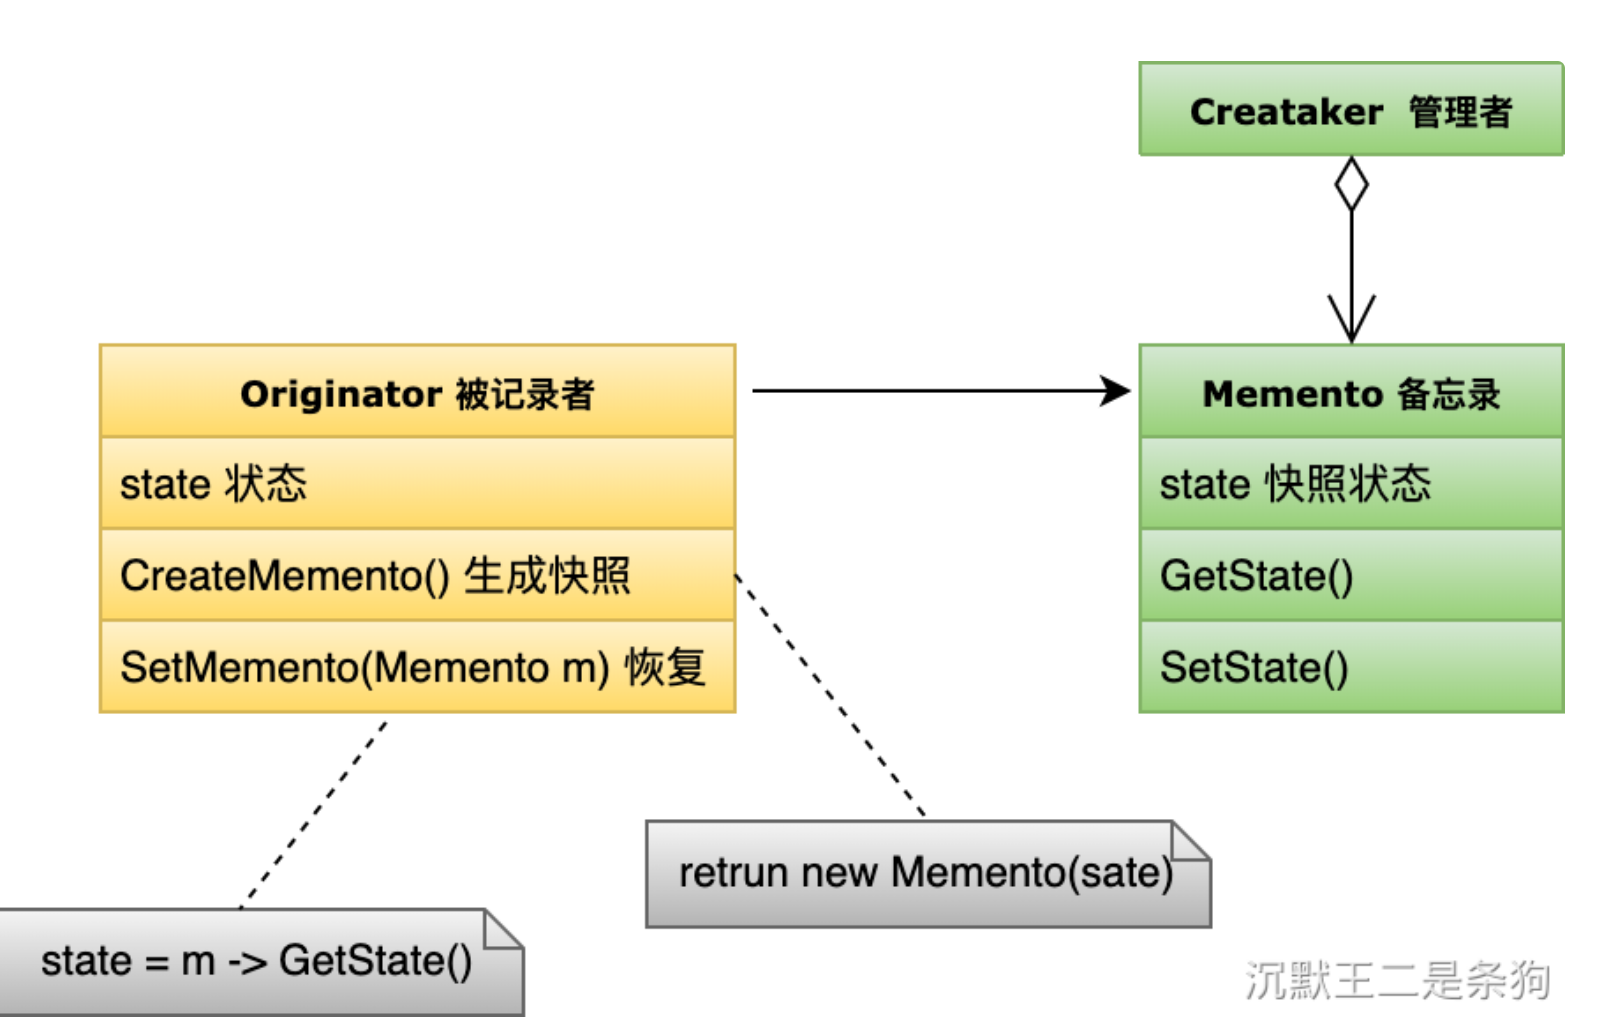 Creataker 管理者
Originator 被记录者
state 状态
CreateMemento() 生成快照
SetMemento(Memento m) 恢复
Memento 备忘录
state 快照状态
GetState()
SetState()
retrun new Memento(sate)
state = m -> GetState()
沉默王二是条狗